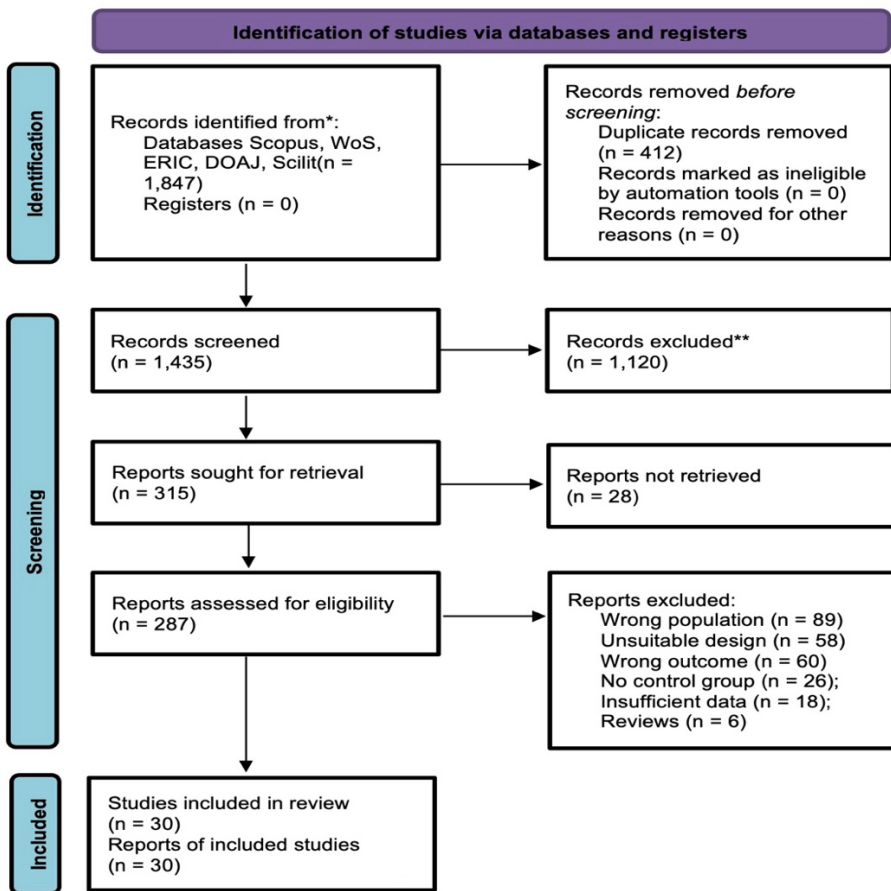 Identification of studies via databases and registers
Identification
Records identified from*:
Databases Scopus, WoS,
ERIC, DOAJ, Scilit(n =
1,847)
Registers (n = 0)
Records removed before
screening:
Duplicate records removed
(n = 412)
Records marked as ineligible
by automation tools (n = 0)
Records removed for other
reasons (n = 0)
Screening
Records screened
(n = 1,435)
Records excluded**
(n = 1,120)
Reports sought for retrieval
(n = 315)
Reports not retrieved
(n = 28)
Reports assessed for eligibility
(n = 287)
Reports excluded:
Wrong population (n = 89)
Unsuitable design (n = 58)
Wrong outcome (n = 60)
No control group (n = 26);
Insufficient data (n = 18);
Reviews (n = 6)
Included
Studies included in review
(n = 30)
Reports of included studies
(n = 30)